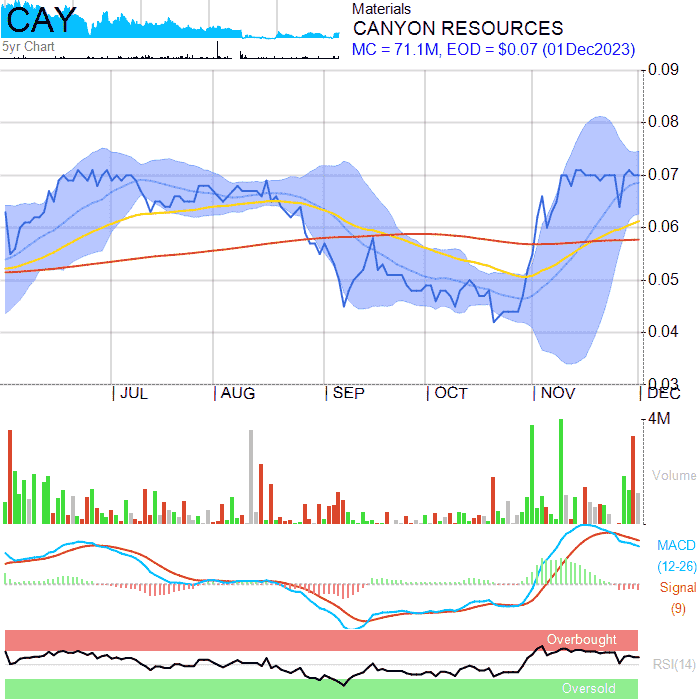 CAY
5yr Chart
Materials
CANYON RESOURCES
MC = 71.1M, EOD = $0.07 (01Dec2023)
0.09
0.08
0.07
0.06
0.05
0.04
0.03
JUL AUG SEP OCT NOV DEC
4M
Volume
MACD
(12-26)
Signal
(9)
Overbought
RSI(14)
Oversold